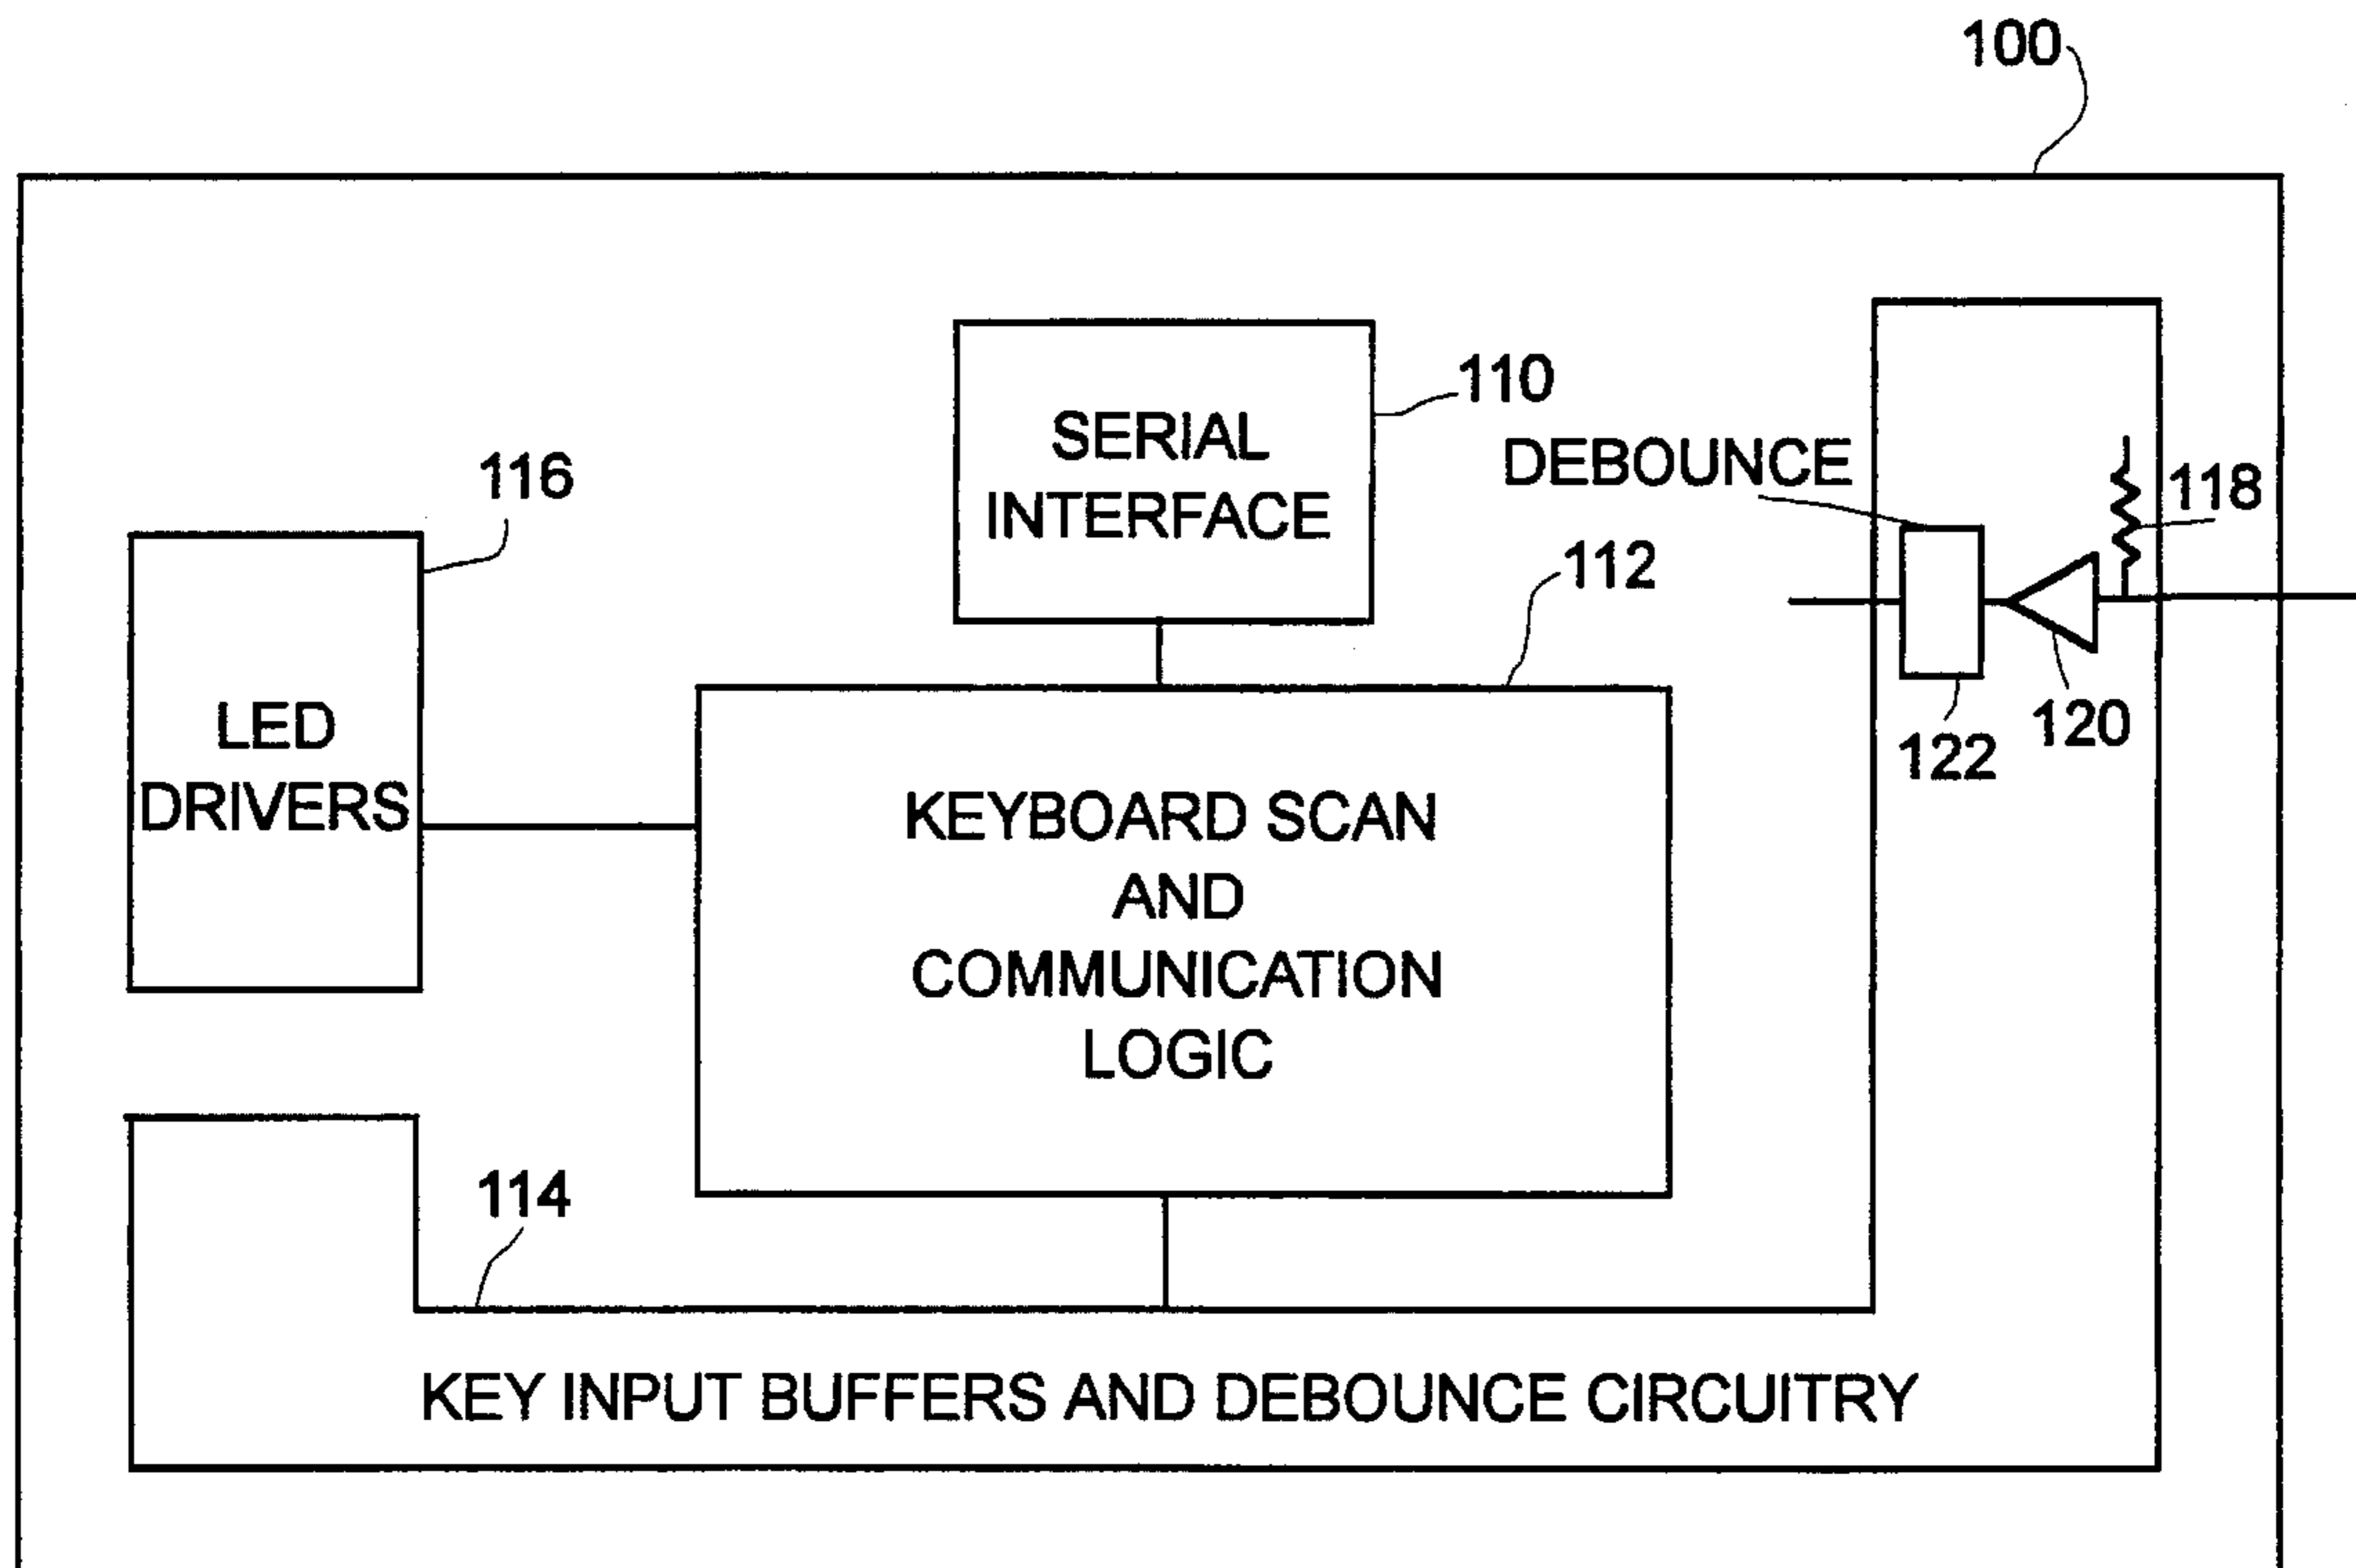 100
SERIAL
INTERFACE
110
DEBOUNCE
118
116
112
120
122
LED
DRIVERS
KEYBOARD SCAN
AND
COMMUNICATION
LOGIC
114
KEY INPUT BUFFERS AND DEBOUNCE CIRCUITRY